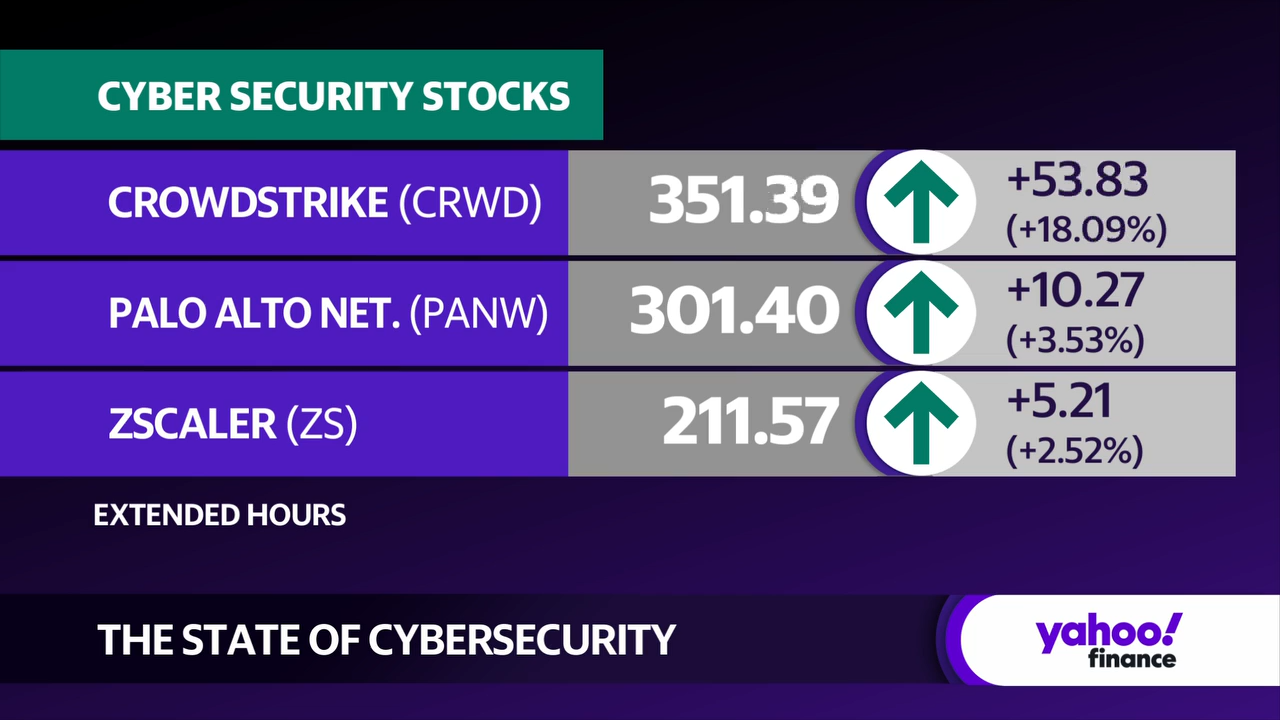 CYBER SECURITY STOCKS
CROWDSTRIKE (CRWD) 351.39 +53.83
(+18.09%)
PALO ALTO NET. (PANW) 301.40 +10.27
(+3.53%)
ZSCALER (ZS) 211.57 +5.21
(+2.52%)
EXTENDED HOURS
THE STATE OF CYBERSECURITY
yahoo!
finance